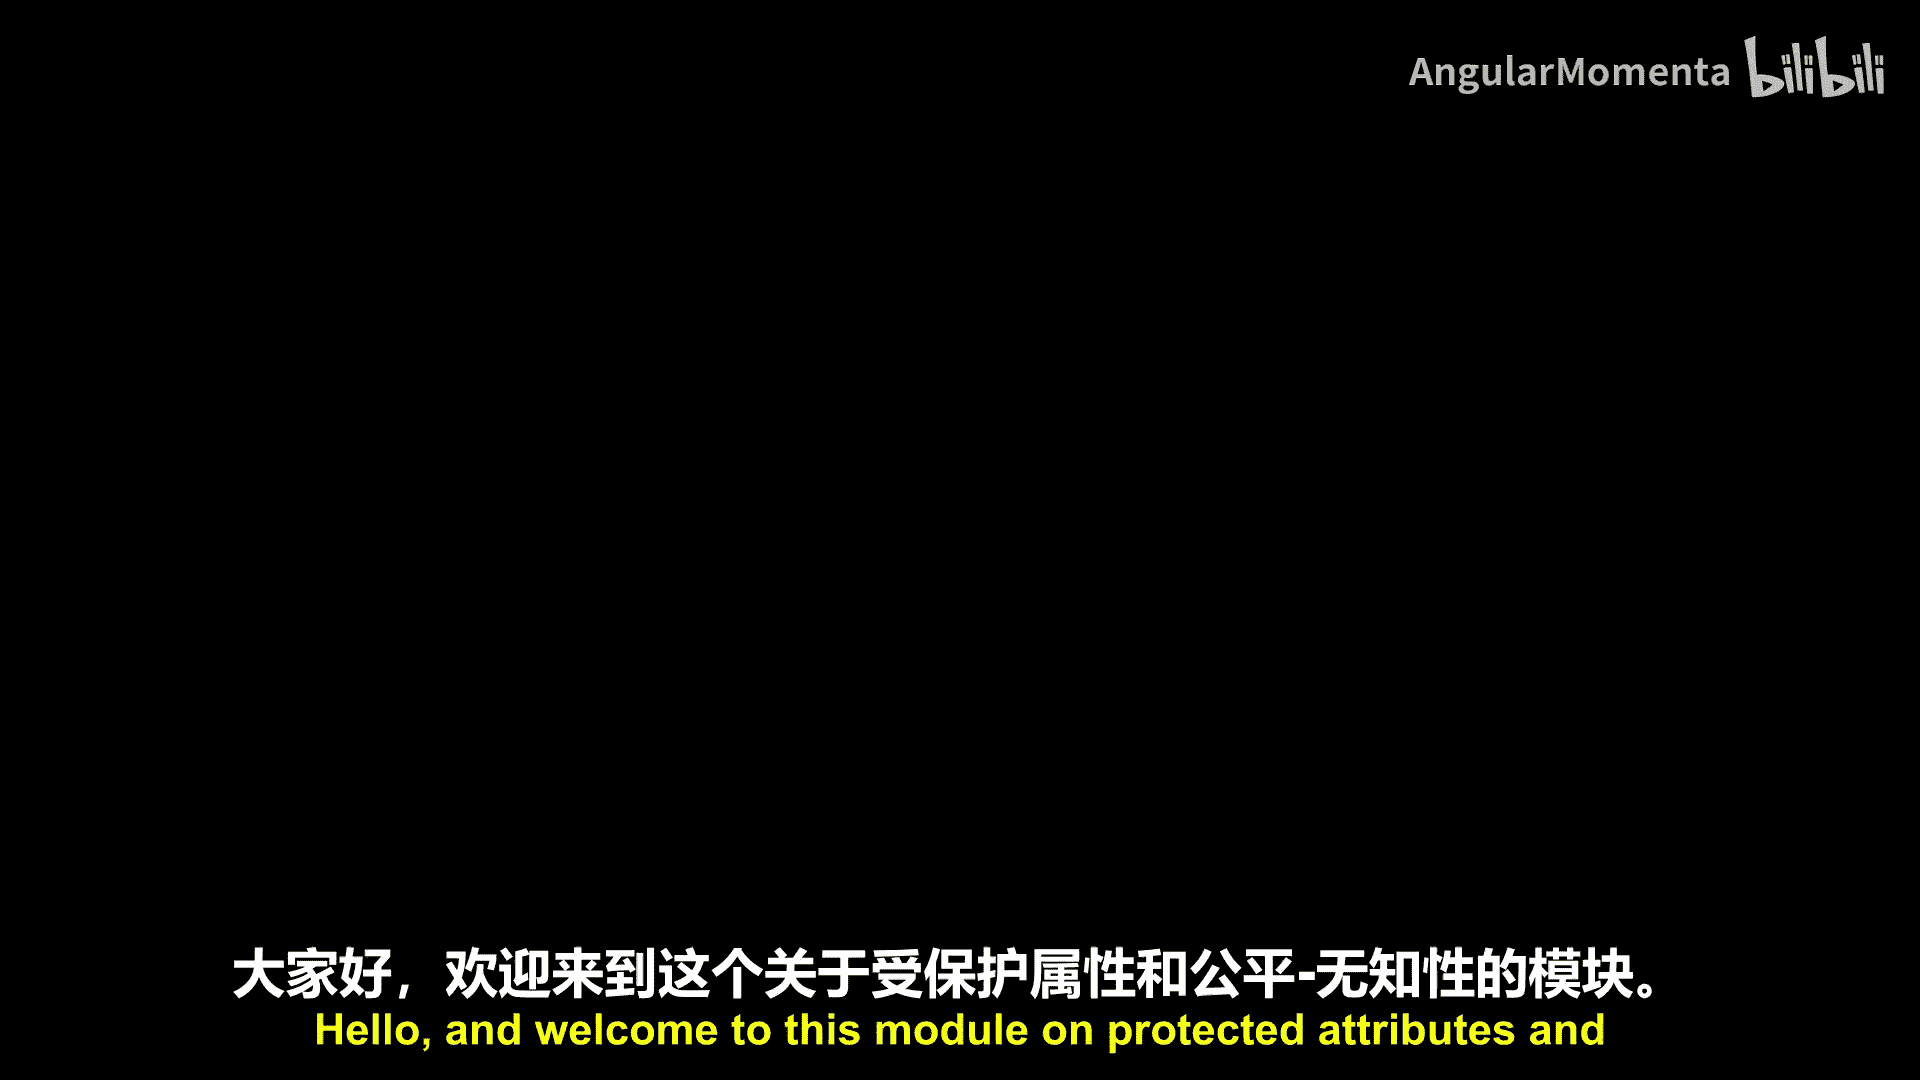 AngularMomenta bilibili
大家好，欢迎来到这个关于受保护属性和公平-无知性的模块。
Hello, and welcome to this module on protected attributes and